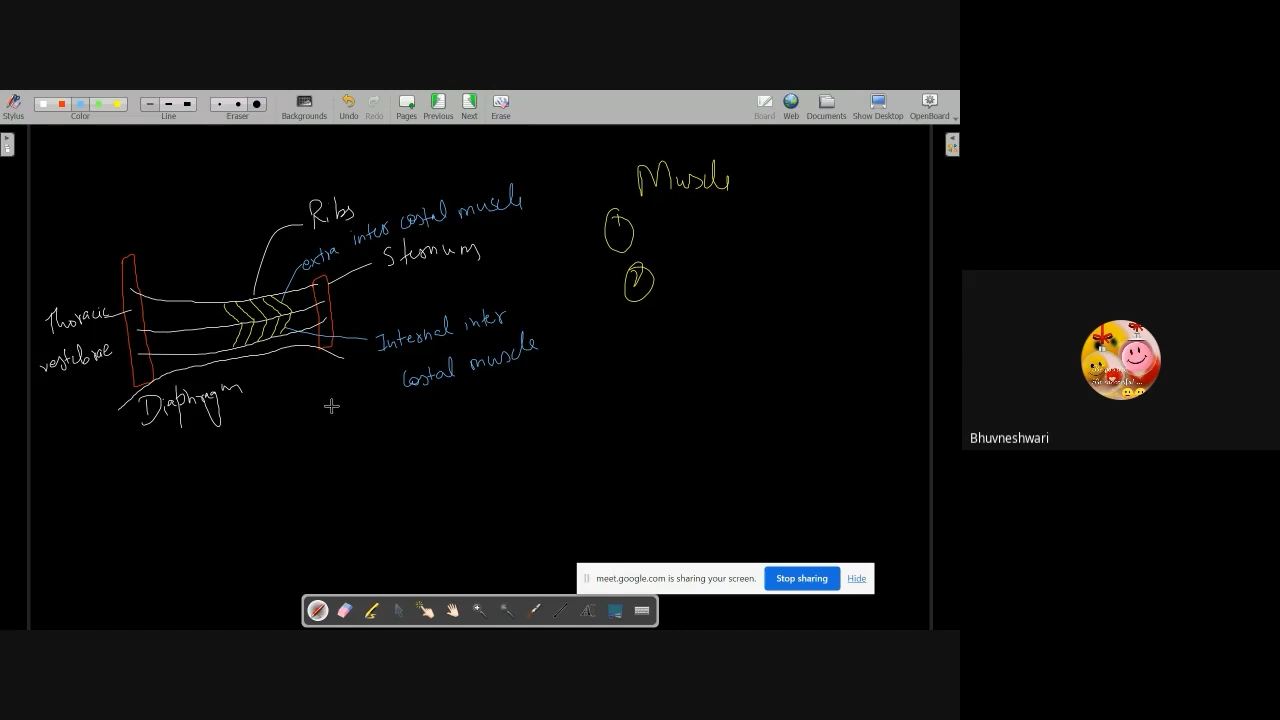 Stylus
Color
Line
Eraser
Backgrounds
Undo
Redo
Pages
Previous
Next
Erase
Board
Web
Documents
Show Desktop
OpenBoard
Muscle
Ribs
extra inter costal muscle
Sternum
1
2
Thoracic
vertebrae
Internal inter
costal muscle
Diaphragm
Bhuvneshwari
meet.google.com is sharing your screen.
Stop sharing
Hide